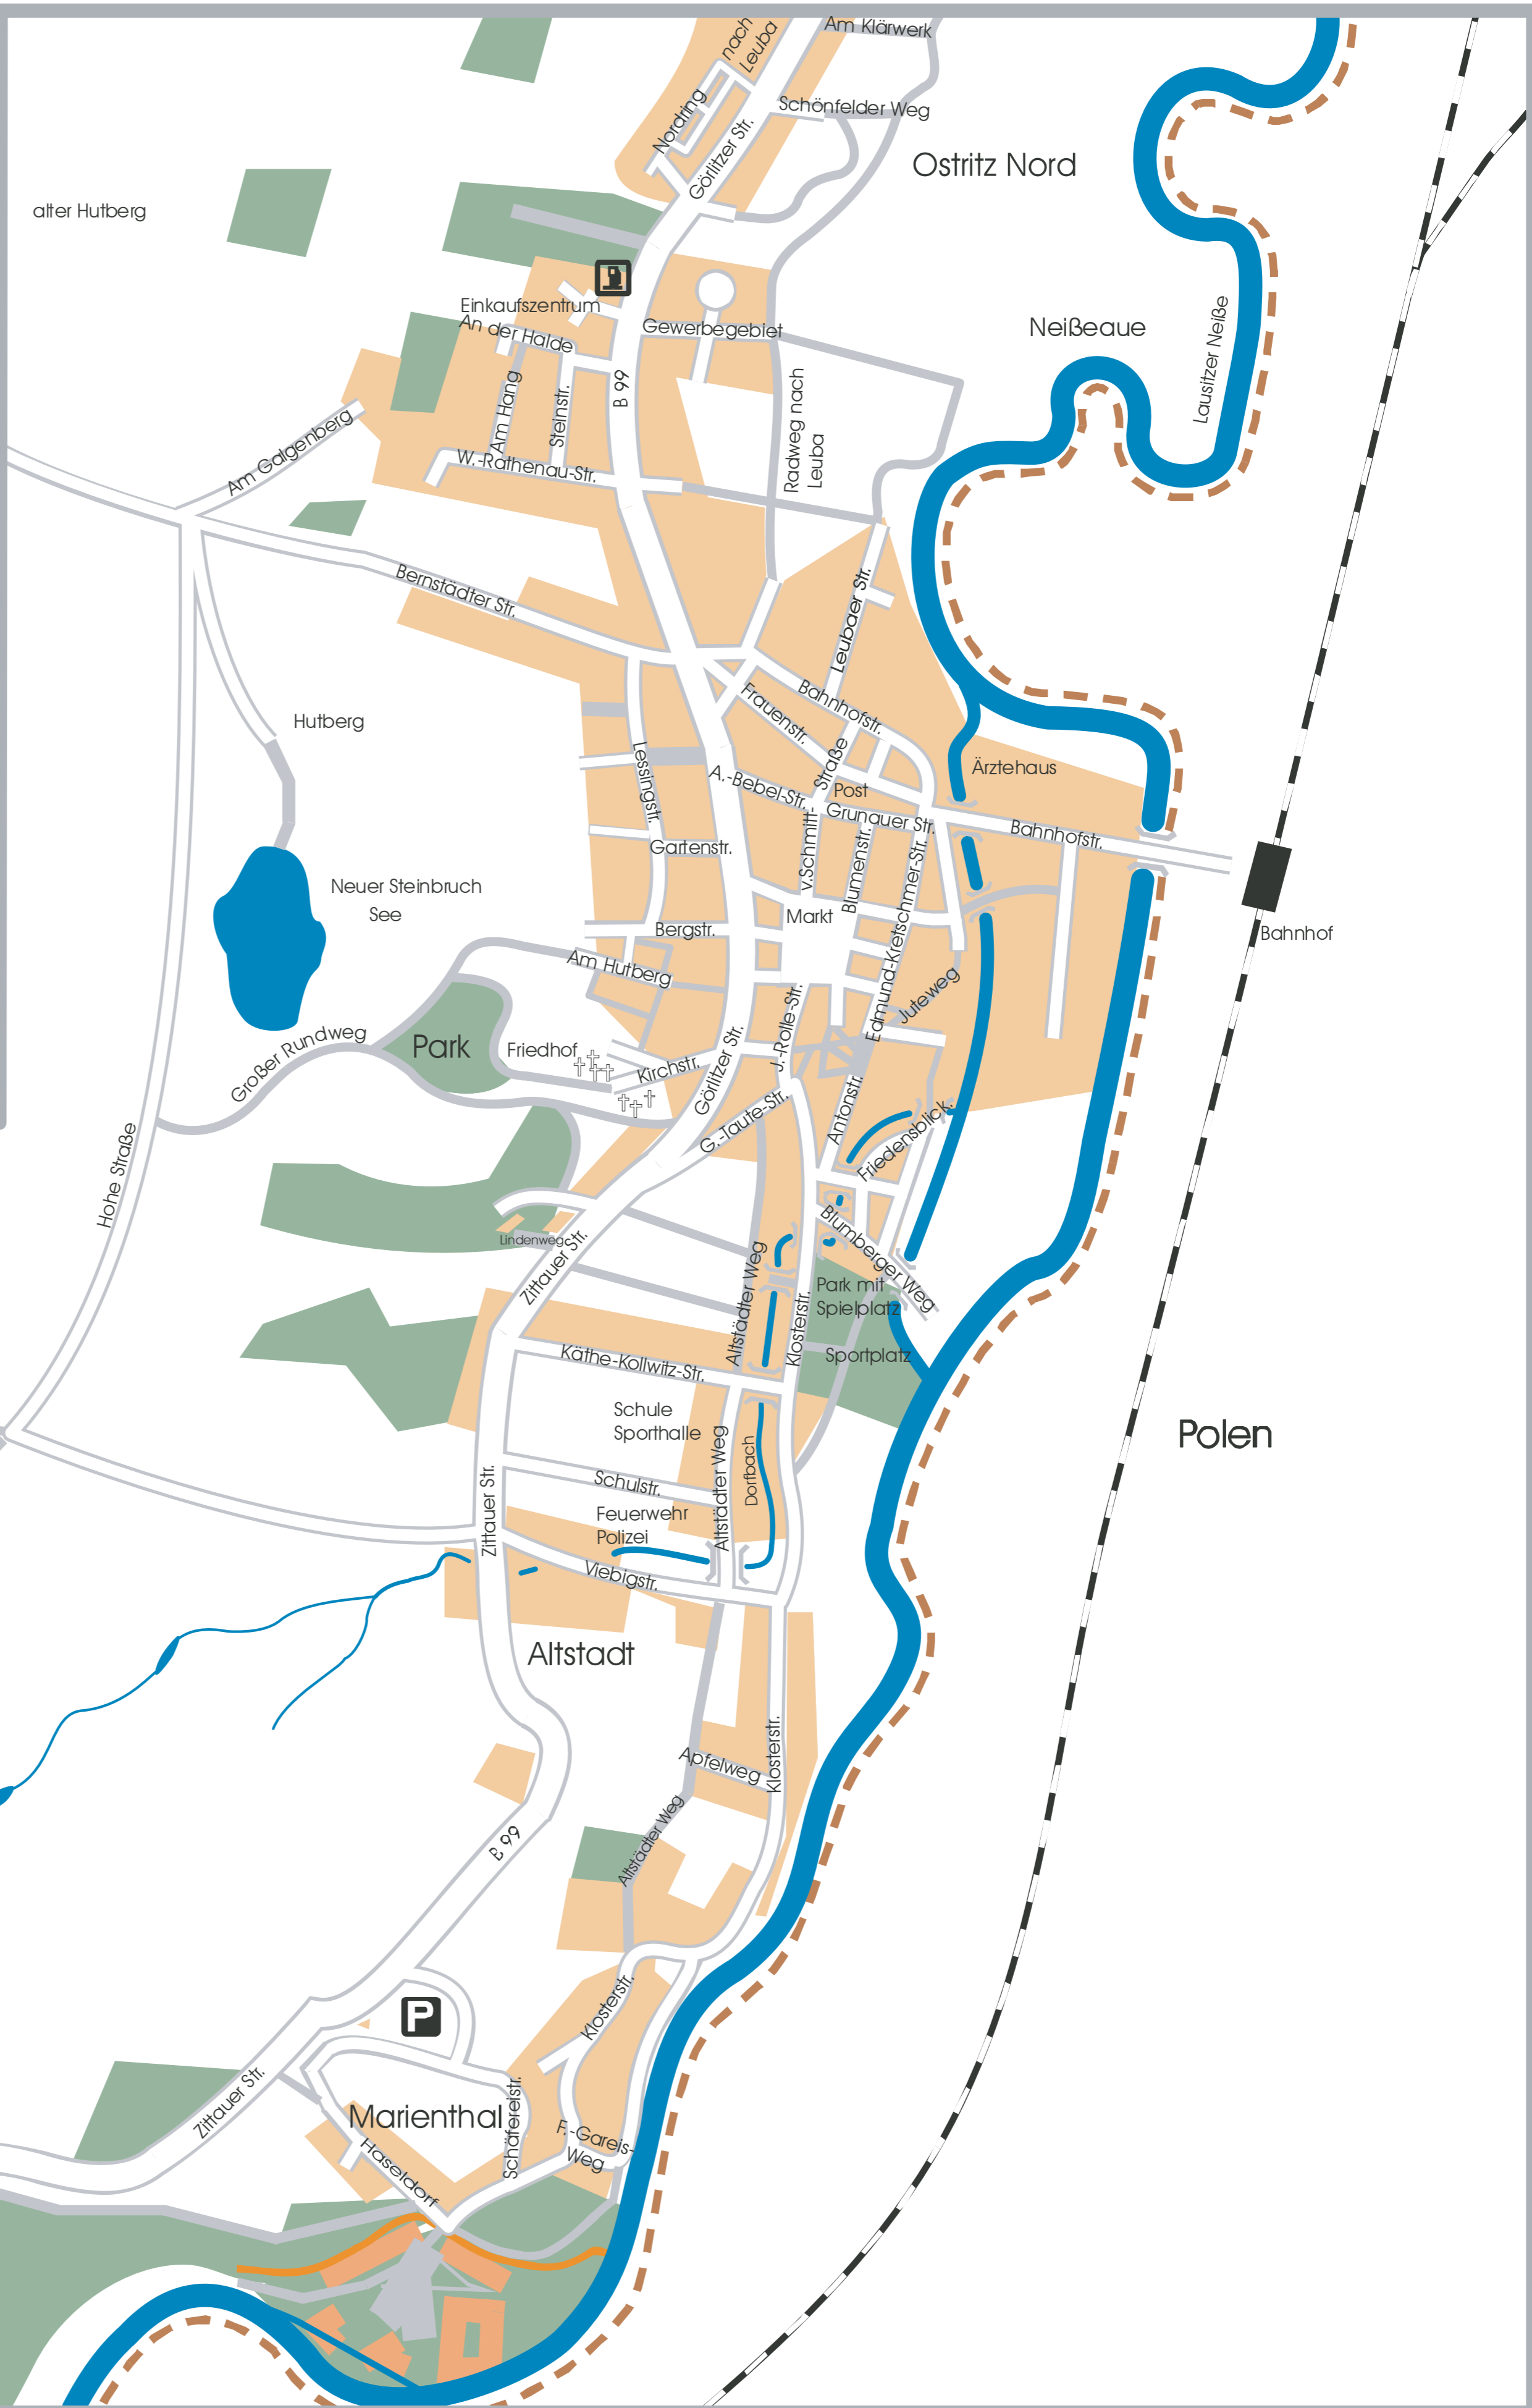 nach
Leuba
Am Klärwerk
Nordring
Schönfelder Weg
Görlitzer Str.
Ostritz Nord
alter Hutberg
Einkaufszentrum
An der Halde
Gewerbegebiet
Neißeaue
Lausitzer Neiße
B 99
Am Hang
Steinstr.
Radweg nach
Leuba
Am Galgenberg
W.-Rathenau-Str.
Bernstädter Str.
Leubaer Str.
Hutberg
Frauenstr.
Bahnhofstr.
Lessingstr.
A.-Bebel-Str.
Straße
v.Schmitt-
Post
Ärztehaus
Grunauer Str.
Bahnhofstr.
Gartenstr.
Blumenstr.
Edmund-Kretschmer-Str.
Neuer Steinbruch
See
Markt
Bergstr.
Bahnhof
Am Hutberg
Juteweg
Großer Rundweg
Park
Friedhof
Kirchstr.
Görlitzer Str.
J.-Rolle-Str.
G.-Taute-Str.
Antonstr.
Friedensblick
Hohe Straße
Lindenweg
Zittauer Str.
Altstädter Weg
Blumberger Weg
Park mit
Spielplatz
Klosterstr.
Sportplatz
Käthe-Kollwitz-Str.
Schule
Sporthalle
Polen
Altstädter Weg
Dorfbach
Schulstr.
Zittauer Str.
Feuerwehr
Polizei
Viebigstr.
Altstadt
Klosterstr.
Apfelweg
Altstädter Weg
B 99
P
Klosterstr.
Zittauer Str.
Marienthal
Schäfereistr.
F.-Gareis-
Weg
Haseldorf